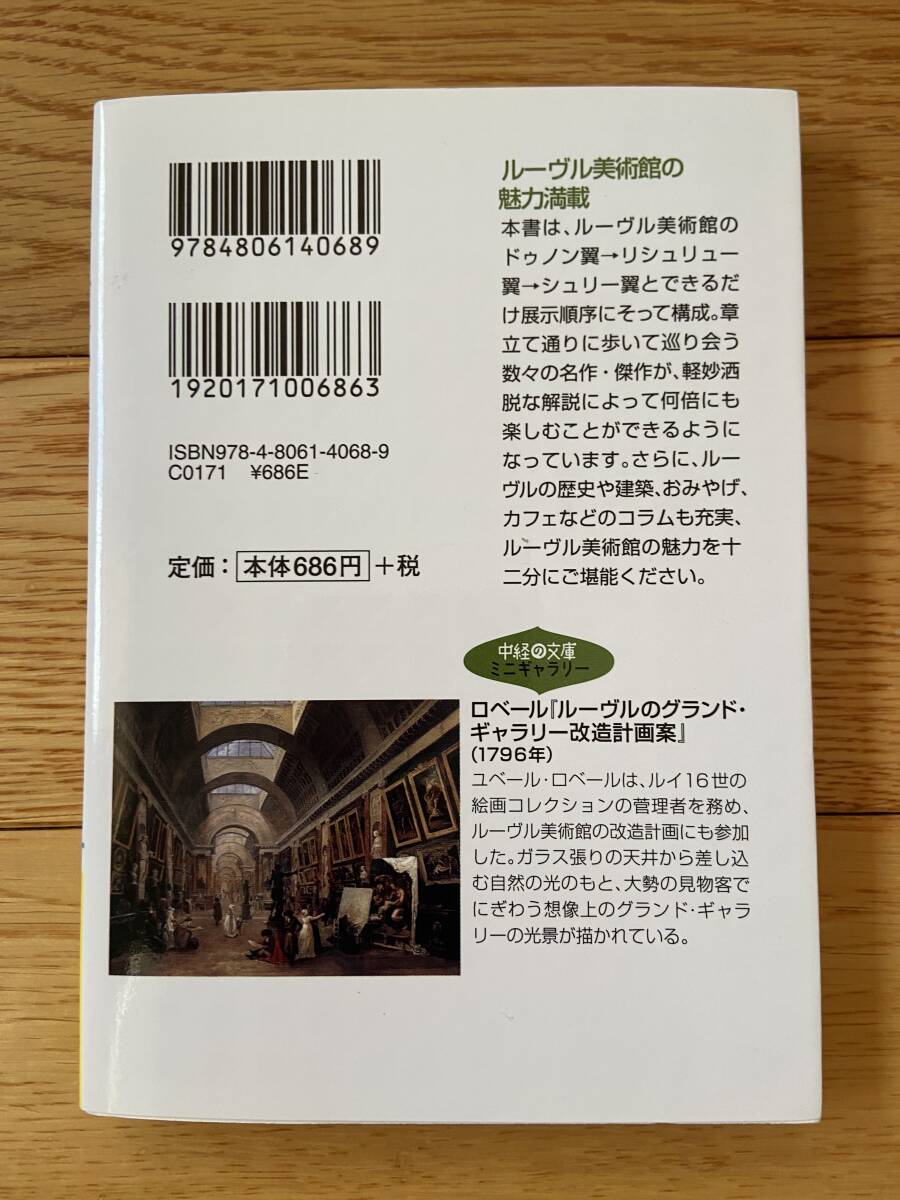 9784806140689
1920171006863
ISBN978-4-8061-4068-9
C0171 ¥686E
定価：本体686円＋税
ルーヴル美術館の
魅力満載
本書は、ルーヴル美術館の
ドゥノン翼→リシュリュー
翼→シュリー翼とできるだ
け展示順序にそって構成。章
立て通りに歩いて巡り会う
数々の名作・傑作が、軽妙洒
脱な解説によって何倍にも
楽しむことができるように
なっています。さらに、ルー
ヴルの歴史や建築、おみやげ、
カフェなどのコラムも充実、
ルーヴル美術館の魅力を十
二分にご堪能ください。
中経の文庫
ミニギャラリー
ロベール『ルーヴルのグランド・
ギャラリー改造計画案』
(1796年)
ユベール・ロベールは、ルイ16世の
絵画コレクションの管理者を務め、
ルーヴル美術館の改造計画にも参加
した。ガラス張りの天井から差し込
む自然の光のもと、大勢の見物客で
にぎわう想像上のグランド・ギャラ
リーの光景が描かれている。